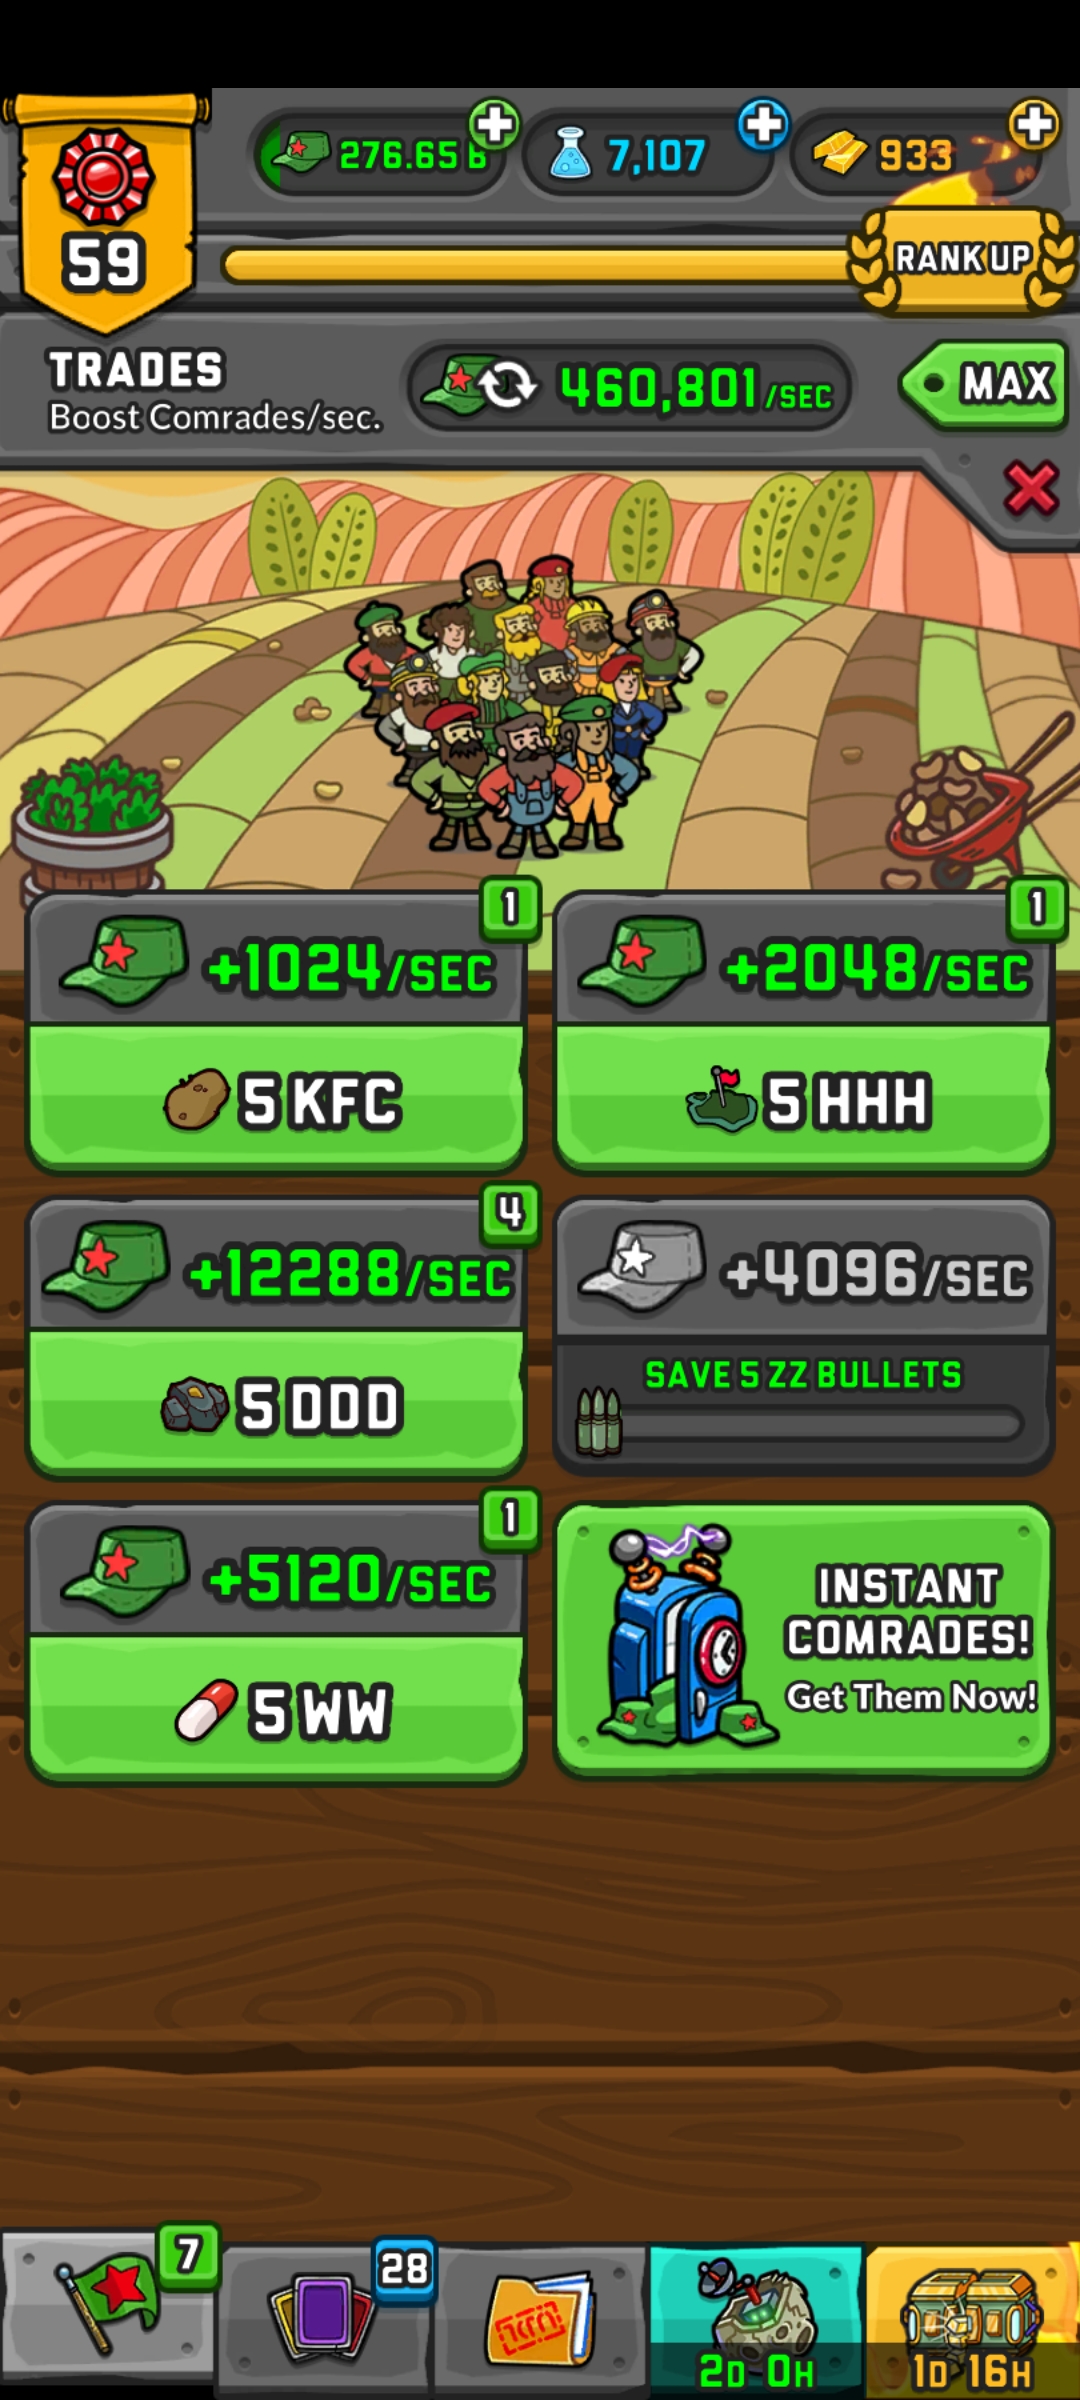 276.65 B
7,107
933
59
RANK UP
TRADES
Boost Comrades/sec.
460,801/SEC
MAX
1
+1024/SEC
5 KFC
1
+2048/SEC
5 HHH
4
+12288/SEC
5 DDD
+4096/SEC
SAVE 5 ZZ BULLETS
1
+5120/SEC
5 WW
INSTANT
COMRADES!
Get Them Now!
7
28
2D 0H
1D 16H